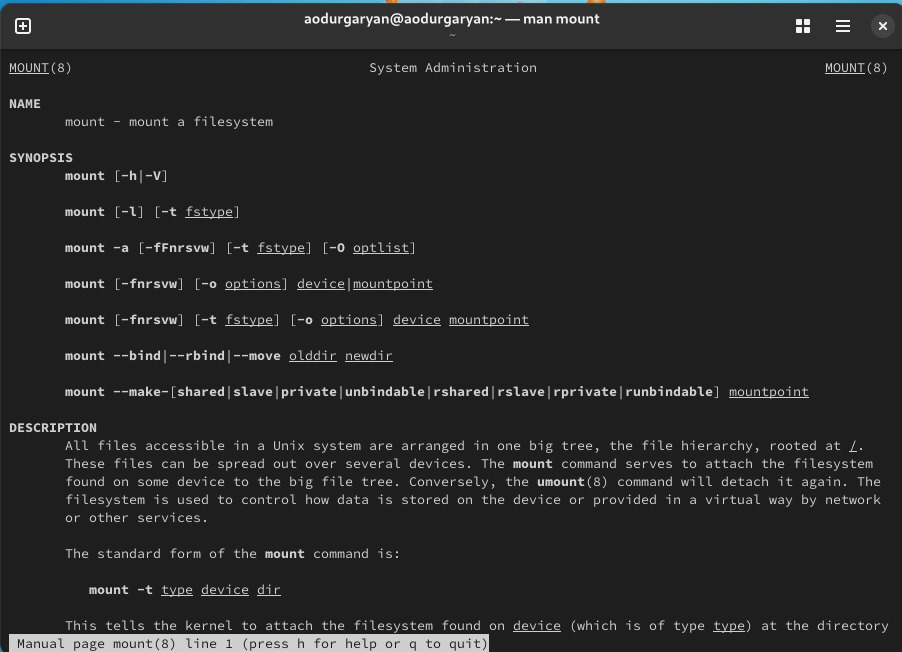 aodurgaryan@aodurgaryan:~ — man mount
~
MOUNT(8) System Administration MOUNT(8)
NAME
mount - mount a filesystem
SYNOPSIS
mount [-h|-V]
mount [-l] [-t fstype]
mount -a [-fFnrsvw] [-t fstype] [-O optlist]
mount [-fnrsvw] [-o options] device|mountpoint
mount [-fnrsvw] [-t fstype] [-o options] device mountpoint
mount --bind|--rbind|--move olddir newdir
mount --make-[shared|slave|private|unbindable|rshared|rslave|rprivate|runbindable] mountpoint
DESCRIPTION
All files accessible in a Unix system are arranged in one big tree, the file hierarchy, rooted at /.
These files can be spread out over several devices. The mount command serves to attach the filesystem
found on some device to the big file tree. Conversely, the umount(8) command will detach it again. The
filesystem is used to control how data is stored on the device or provided in a virtual way by network
or other services.
The standard form of the mount command is:
mount -t type device dir
This tells the kernel to attach the filesystem found on device (which is of type type) at the directory
Manual page mount(8) line 1 (press h for help or q to quit)